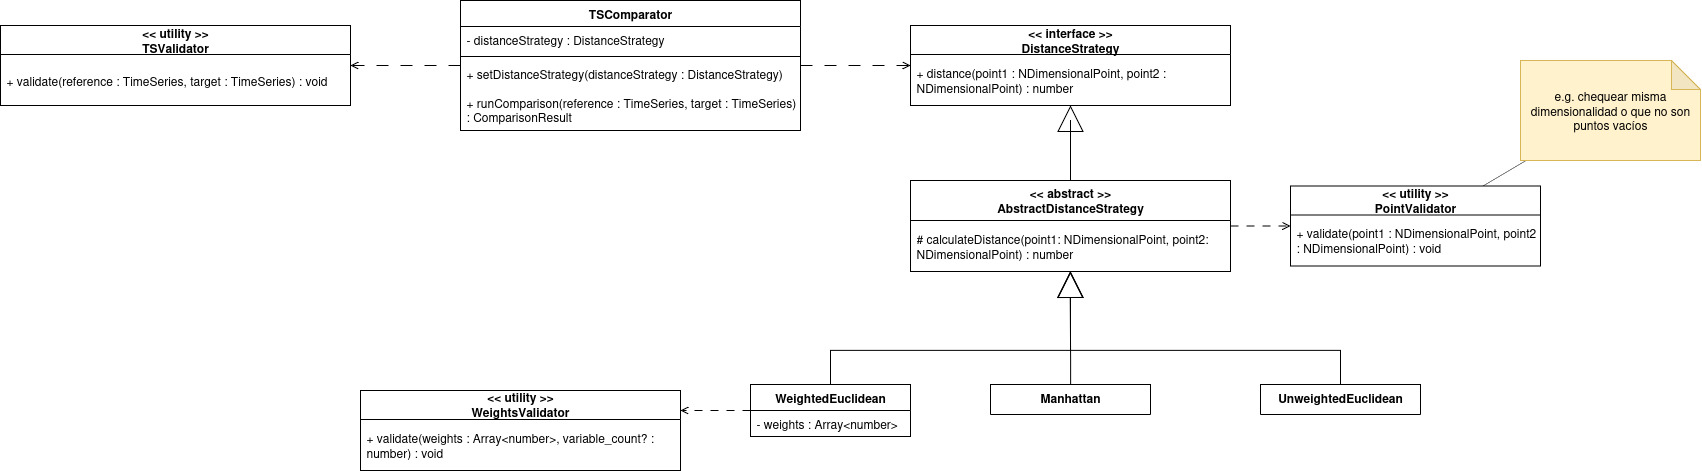 << utility >>
TSValidator
+ validate(reference : TimeSeries, target : TimeSeries) : void
TSComparator
- distanceStrategy : DistanceStrategy
+ setDistanceStrategy(distanceStrategy : DistanceStrategy)
+ runComparison(reference : TimeSeries, target : TimeSeries)
: ComparisonResult
<< interface >>
DistanceStrategy
+ distance(point1 : NDimensionalPoint, point2 :
NDimensionalPoint) : number
e.g. chequear misma
dimensionalidad o que no son
puntos vacíos
<< abstract >>
AbstractDistanceStrategy
# calculateDistance(point1: NDimensionalPoint, point2:
NDimensionalPoint) : number
<< utility >>
PointValidator
+ validate(point1 : NDimensionalPoint, point2
: NDimensionalPoint) : void
<< utility >>
WeightsValidator
+ validate(weights : Array<number>, variable_count? :
number) : void
WeightedEuclidean
- weights : Array<number>
Manhattan
UnweightedEuclidean